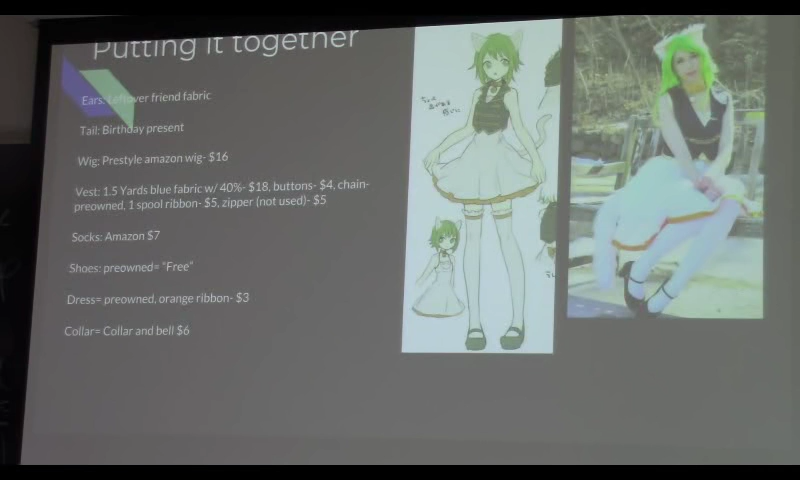 Putting it together
Ears: Leftover friend fabric
Tail: Birthday present
Wig: Prestyle amazon wig- $16
Vest: 1.5 Yards blue fabric w/ 40%- $18, buttons- $4, chain-
preowned, 1 spool ribbon- $5, zipper (not used)- $5
Socks: Amazon $7
Shoes: preowned= "Free"
Dress= preowned, orange ribbon- $3
Collar= Collar and bell $6